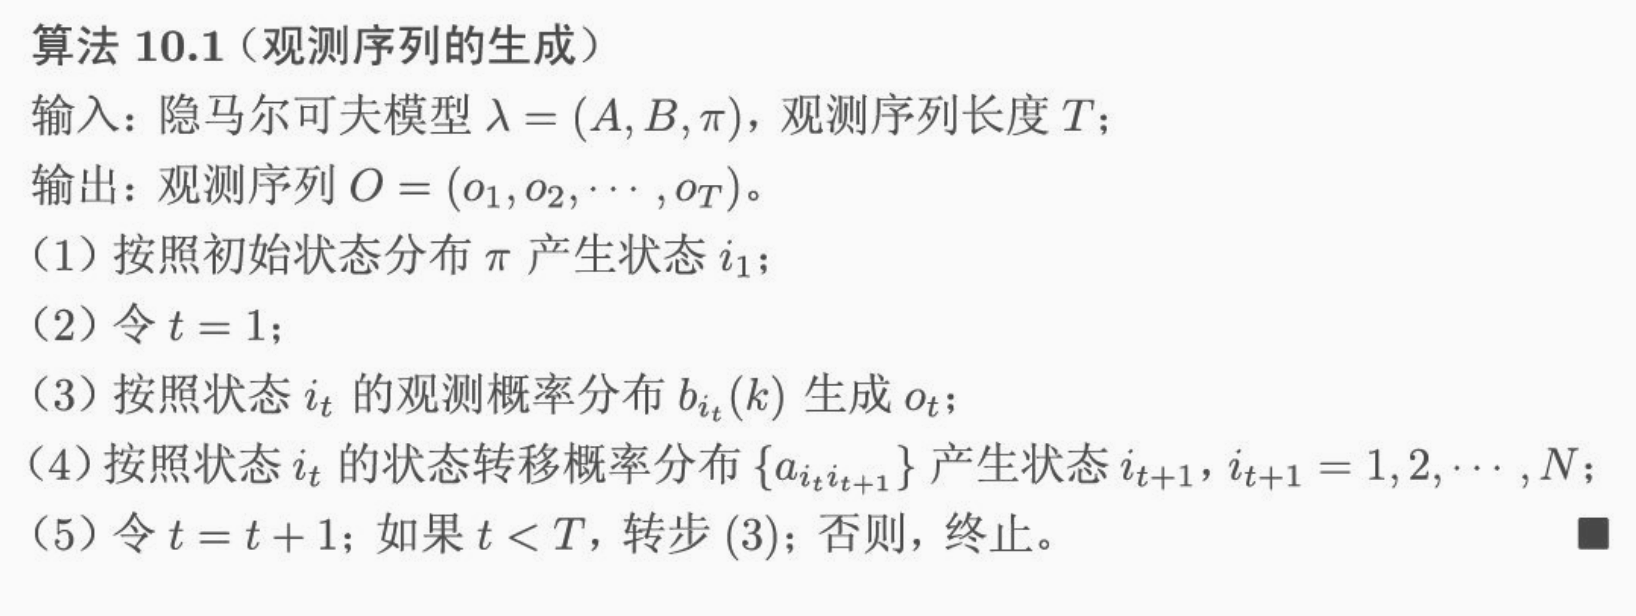 算法 10.1（观测序列的生成）
输入：隐马尔可夫模型 λ = (A, B, π)，观测序列长度 T；
输出：观测序列 O = (o₁, o₂, ⋯ , o_T)。
（1）按照初始状态分布 π 产生状态 i₁；
（2）令 t = 1；
（3）按照状态 i_t 的观测概率分布 b_{i_t}(k) 生成 o_t；
（4）按照状态 i_t 的状态转移概率分布 {a_{i_t i_{t+1}}} 产生状态 i_{t+1}，i_{t+1} = 1, 2, ⋯ , N；
（5）令 t = t + 1；如果 t < T，转步 (3)；否则，终止。 ■